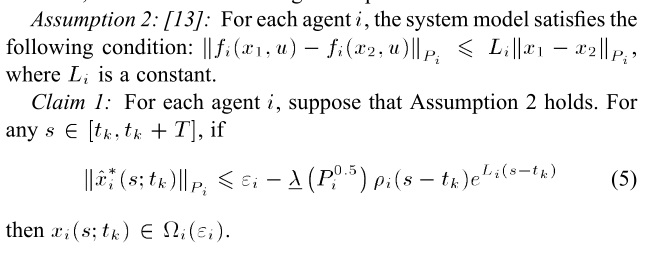 Assumption 2: [13]: For each agent i, the system model satisfies the
following condition: ‖f_i(x_1, u) − f_i(x_2, u)‖_{P_i} ⩽ L_i‖x_1 − x_2‖_{P_i},
where L_i is a constant.
Claim 1: For each agent i, suppose that Assumption 2 holds. For
any s ∈ [t_k, t_k + T], if
‖x̂_i^*(s; t_k)‖_{P_i} ⩽ ε_i − \underline{λ}(P_i^{0.5}) ρ_i(s − t_k)e^{L_i(s−t_k)} (5)
then x_i(s; t_k) ∈ Ω_i(ε_i).